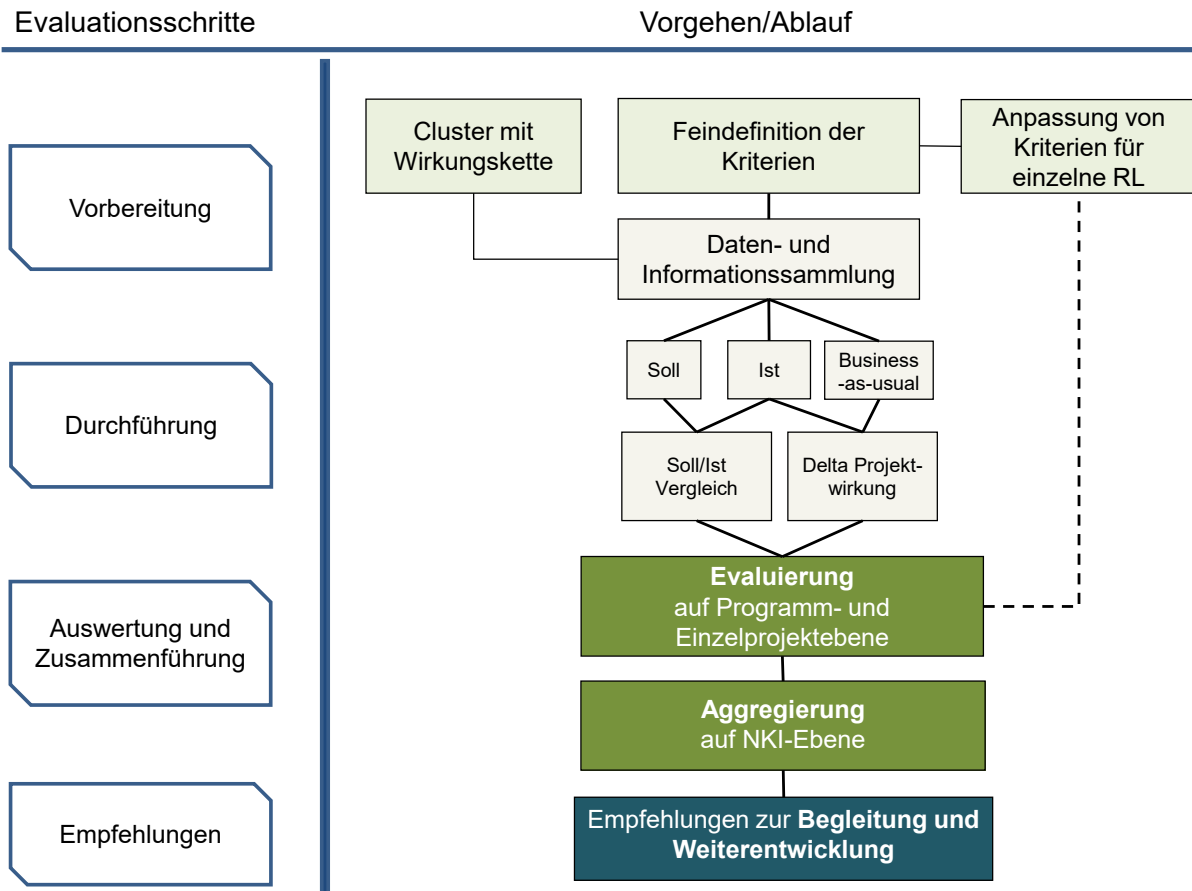 Evaluationsschritte
Vorgehen/Ablauf
Vorbereitung
Cluster mit
Wirkungskette
Feindefinition der
Kriterien
Anpassung von
Kriterien für
einzelne RL
Daten- und
Informationssammlung
Durchführung
Soll
Ist
Business
-as-usual
Soll/Ist
Vergleich
Delta Projekt-
wirkung
Auswertung und
Zusammenführung
Evaluierung
auf Programm- und
Einzelprojektebene
Aggregierung
auf NKI-Ebene
Empfehlungen
Empfehlungen zur Begleitung und
Weiterentwicklung